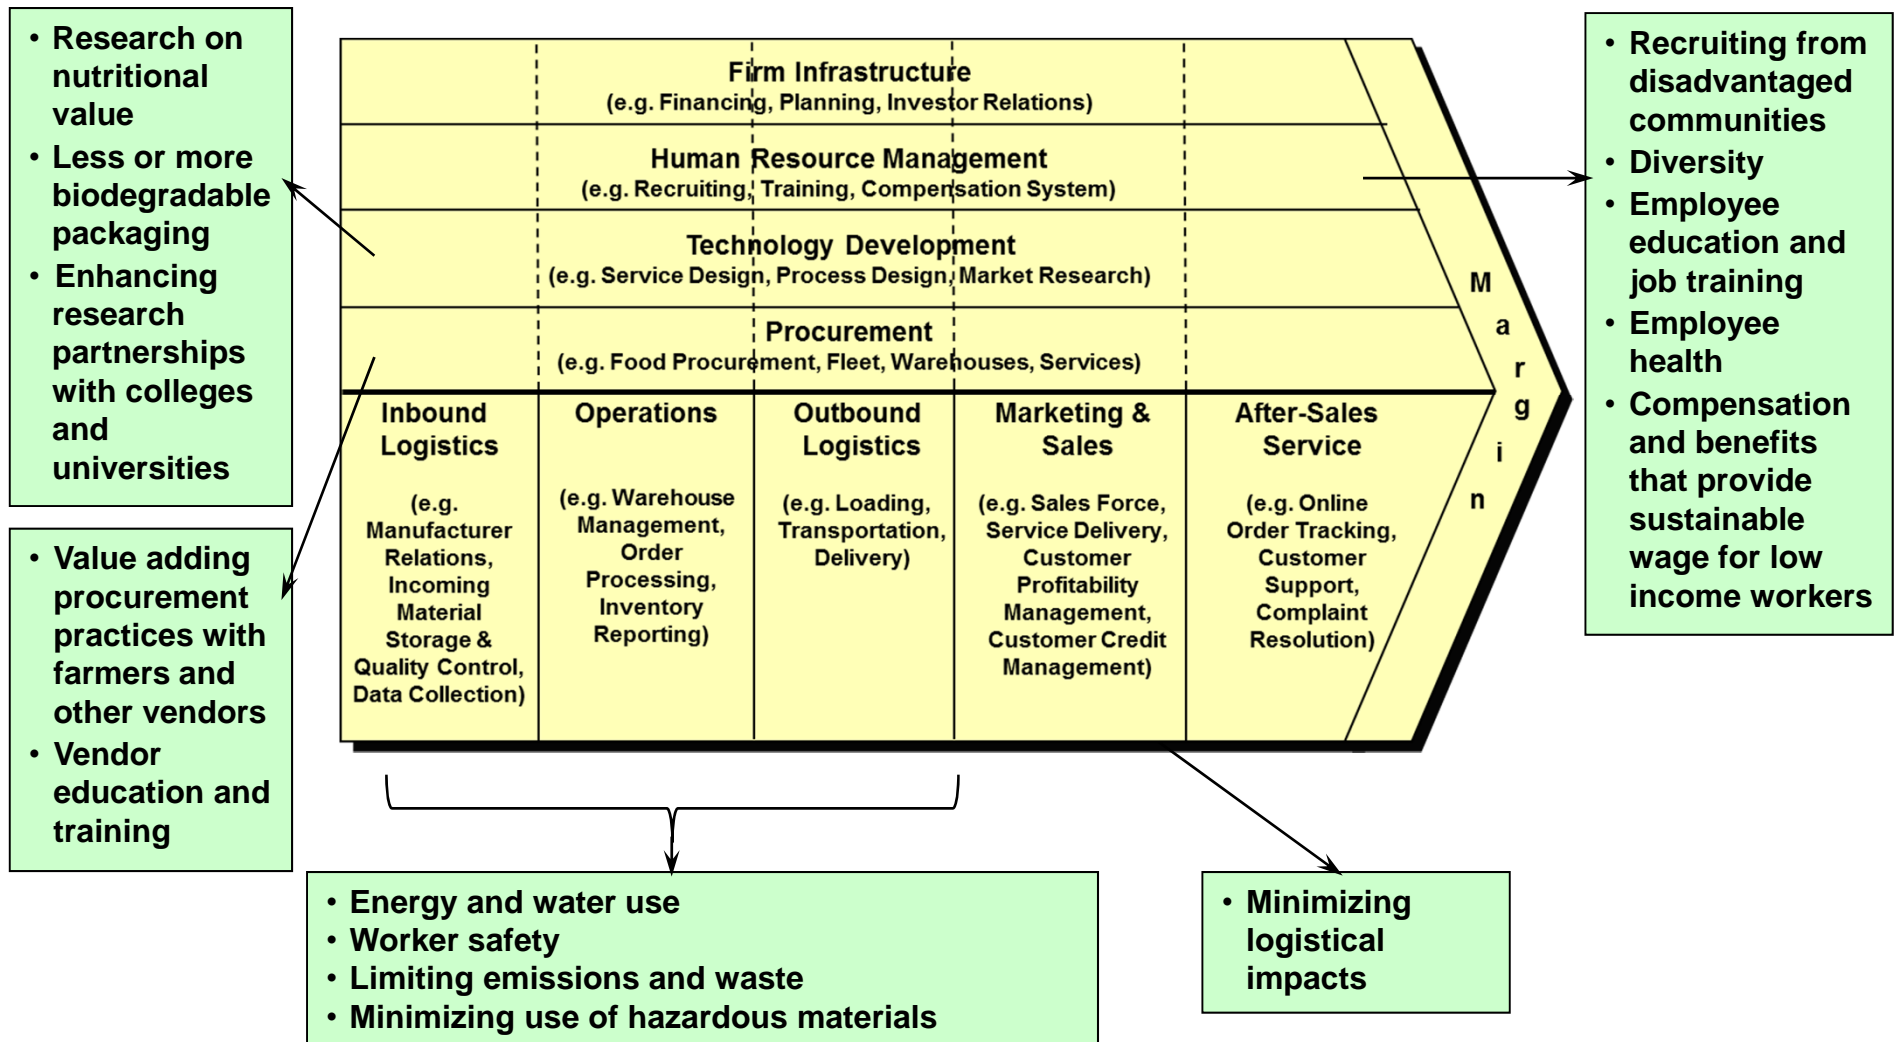 • Research on
nutritional
value
• Less or more
biodegradable
packaging
• Enhancing
research
partnerships
with colleges
and
universities
• Value adding
procurement
practices with
farmers and
other vendors
• Vendor
education and
training
Firm Infrastructure
(e.g. Financing, Planning, Investor Relations)
Human Resource Management
(e.g. Recruiting, Training, Compensation System)
Technology Development
(e.g. Service Design, Process Design, Market Research)
Procurement
(e.g. Food Procurement, Fleet, Warehouses, Services)
Inbound
Logistics
(e.g.
Manufacturer
Relations,
Incoming
Material
Storage &
Quality Control,
Data Collection)
Operations
(e.g. Warehouse
Management,
Order
Processing,
Inventory
Reporting)
Outbound
Logistics
(e.g. Loading,
Transportation,
Delivery)
Marketing &
Sales
(e.g. Sales Force,
Service Delivery,
Customer
Profitability
Management,
Customer Credit
Management)
After-Sales
Service
(e.g. Online
Order Tracking,
Customer
Support,
Complaint
Resolution)
M
a
r
g
i
n
• Recruiting from
disadvantaged
communities
• Diversity
• Employee
education and
job training
• Employee
health
• Compensation
and benefits
that provide
sustainable
wage for low
income workers
• Energy and water use
• Worker safety
• Limiting emissions and waste
• Minimizing use of hazardous materials
• Minimizing
logistical
impacts